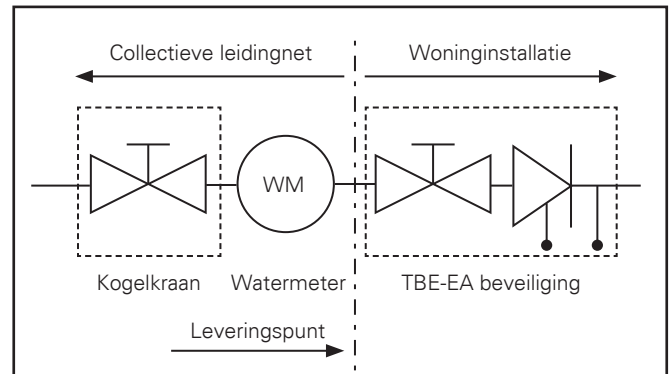 Collectieve leidingnet
Woninginstallatie
WM
Kogelkraan
Watermeter
TBE-EA beveiliging
Leveringspunt